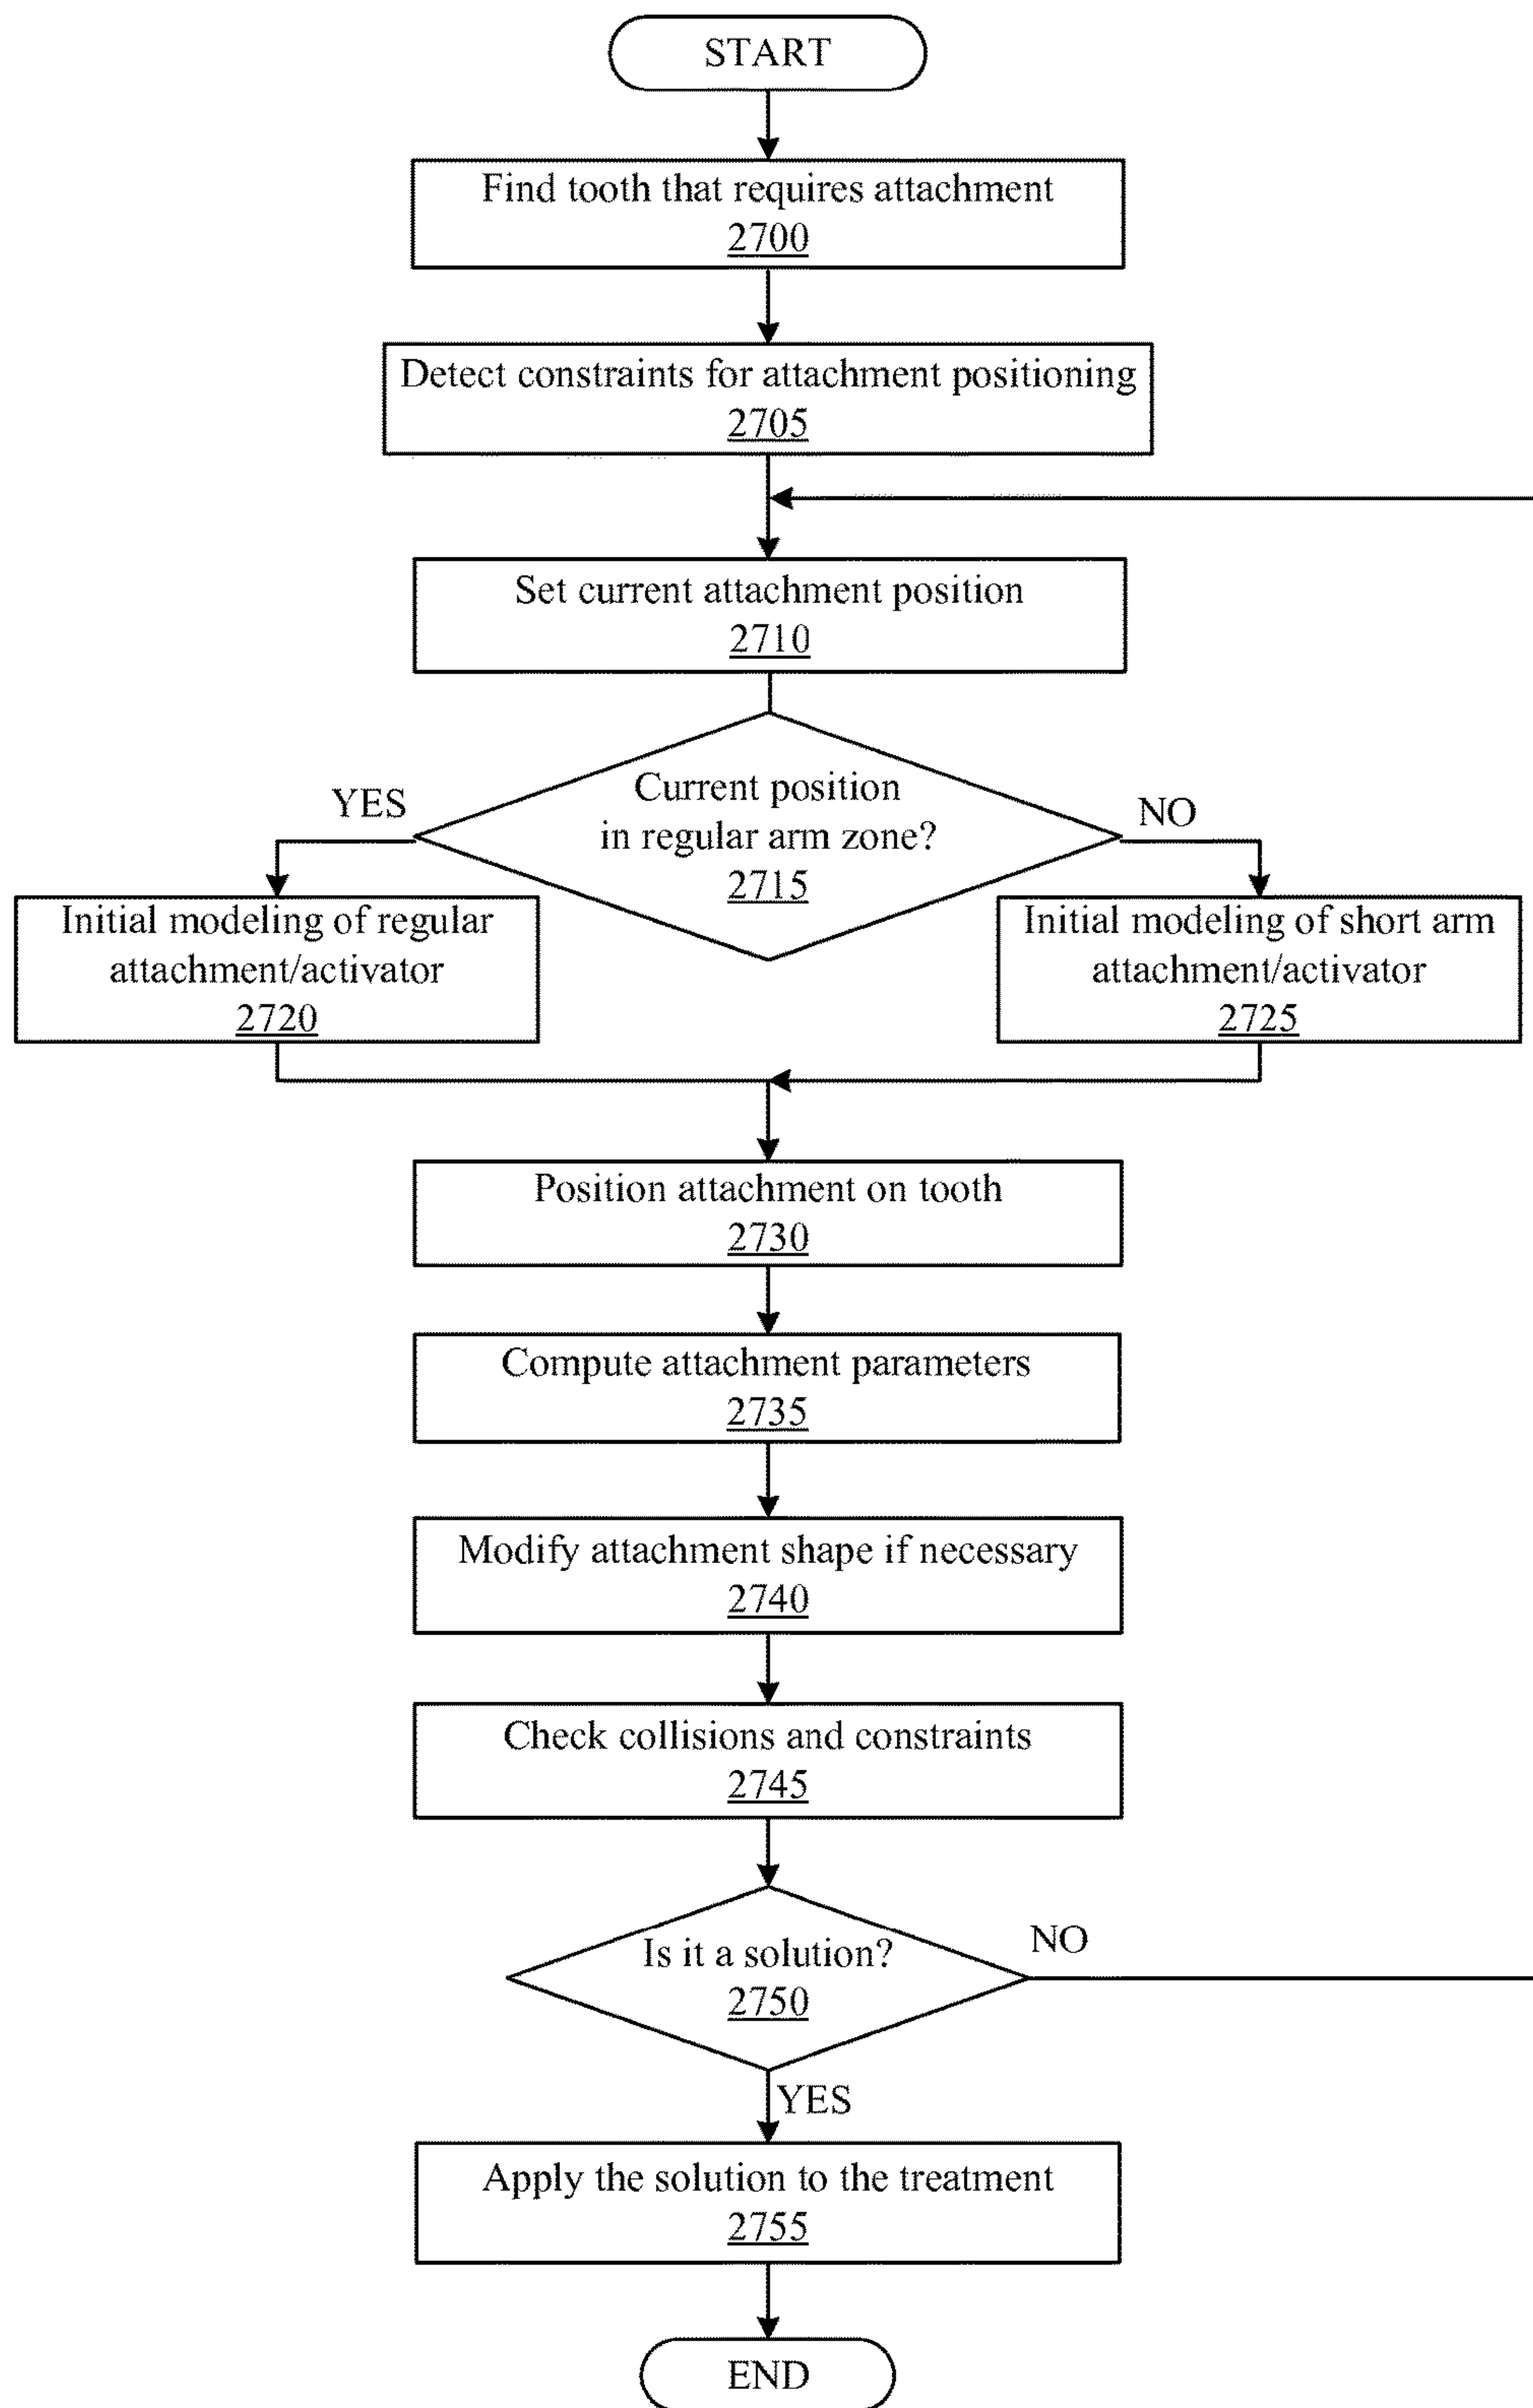 START
Find tooth that requires attachment
2700
Detect constraints for attachment positioning
2705
Set current attachment position
2710
Current position
in regular arm zone?
2715
YES
NO
Initial modeling of regular
attachment/activator
2720
Initial modeling of short arm
attachment/activator
2725
Position attachment on tooth
2730
Compute attachment parameters
2735
Modify attachment shape if necessary
2740
Check collisions and constraints
2745
Is it a solution?
2750
NO
YES
Apply the solution to the treatment
2755
END